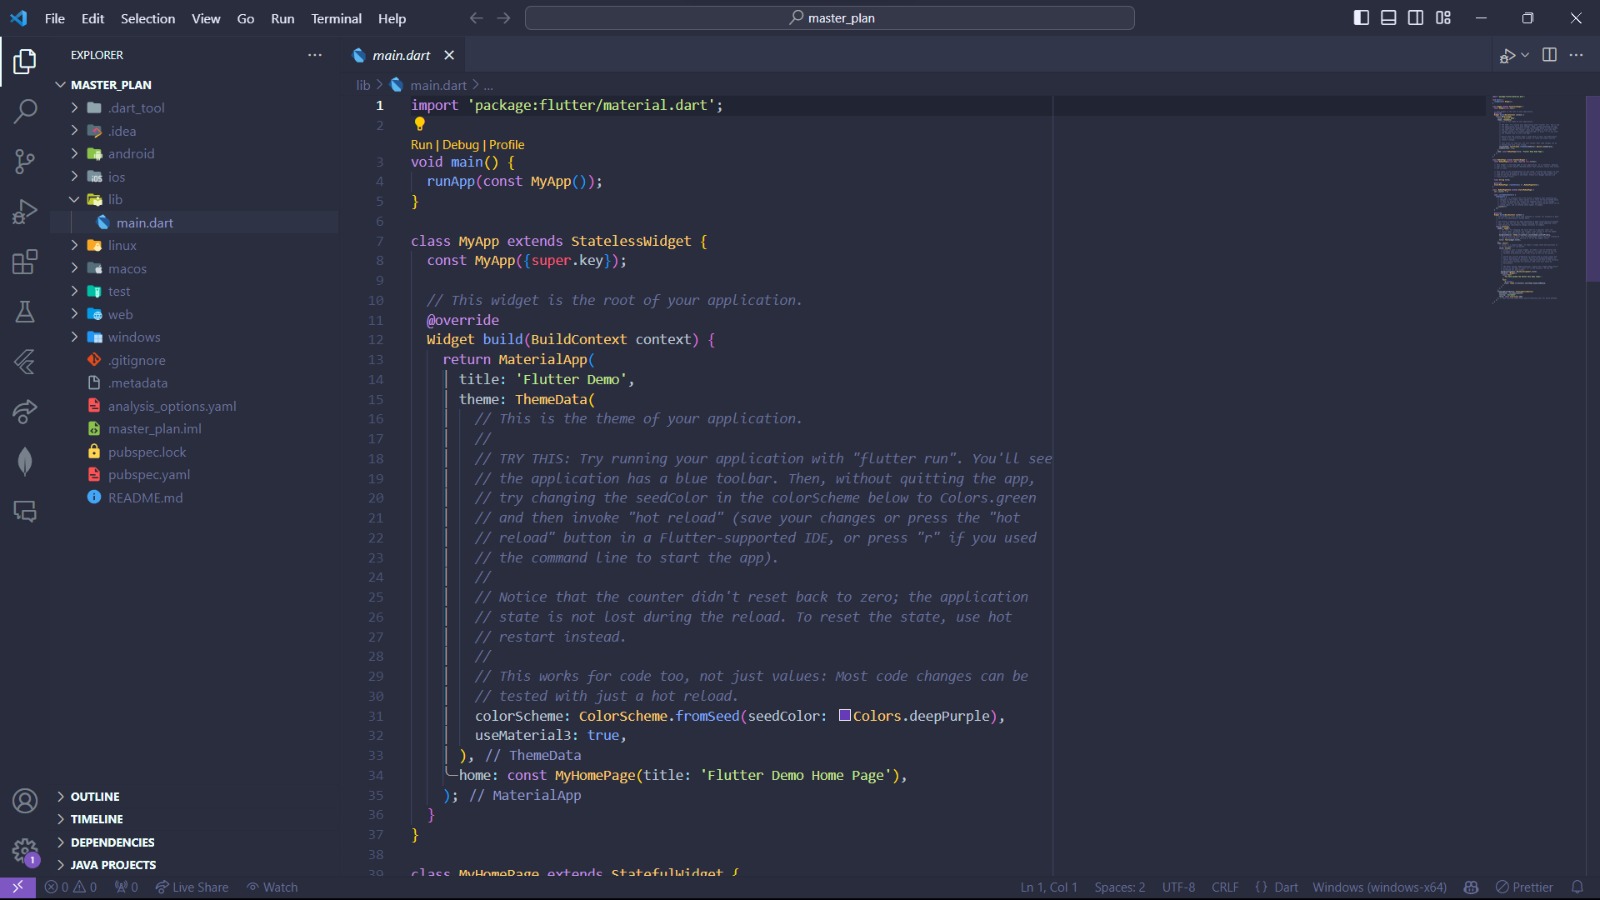 File Edit Selection View Go Run Terminal Help
master_plan
EXPLORER
MASTER_PLAN
.dart_tool
.idea
android
ios
lib
main.dart
linux
macos
test
web
windows
.gitignore
.metadata
analysis_options.yaml
master_plan.iml
pubspec.lock
pubspec.yaml
README.md
OUTLINE
TIMELINE
DEPENDENCIES
JAVA PROJECTS
1
main.dart
lib > main.dart > ...
1 import 'package:flutter/material.dart';
2
Run | Debug | Profile
3 void main() {
4 runApp(const MyApp());
5 }
6
7 class MyApp extends StatelessWidget {
8 const MyApp({super.key});
9
10 // This widget is the root of your application.
11 @override
12 Widget build(BuildContext context) {
13 return MaterialApp(
14 title: 'Flutter Demo',
15 theme: ThemeData(
16 // This is the theme of your application.
17 //
18 // TRY THIS: Try running your application with "flutter run". You'll see
19 // the application has a blue toolbar. Then, without quitting the app,
20 // try changing the seedColor in the colorScheme below to Colors.green
21 // and then invoke "hot reload" (save your changes or press the "hot
22 // reload" button in a Flutter-supported IDE, or press "r" if you used
23 // the command line to start the app).
24 //
25 // Notice that the counter didn't reset back to zero; the application
26 // state is not lost during the reload. To reset the state, use hot
27 // restart instead.
28 //
29 // This works for code too, not just values: Most code changes can be
30 // tested with just a hot reload.
31 colorScheme: ColorScheme.fromSeed(seedColor: Colors.deepPurple),
32 useMaterial3: true,
33 ), // ThemeData
34 home: const MyHomePage(title: 'Flutter Demo Home Page'),
35 ); // MaterialApp
36 }
37 }
38
39 class MyHomePage extends StatefulWidget {
0 0 0 Live Share Watch Ln 1, Col 1 Spaces: 2 UTF-8 CRLF {} Dart Windows (windows-x64) Prettier